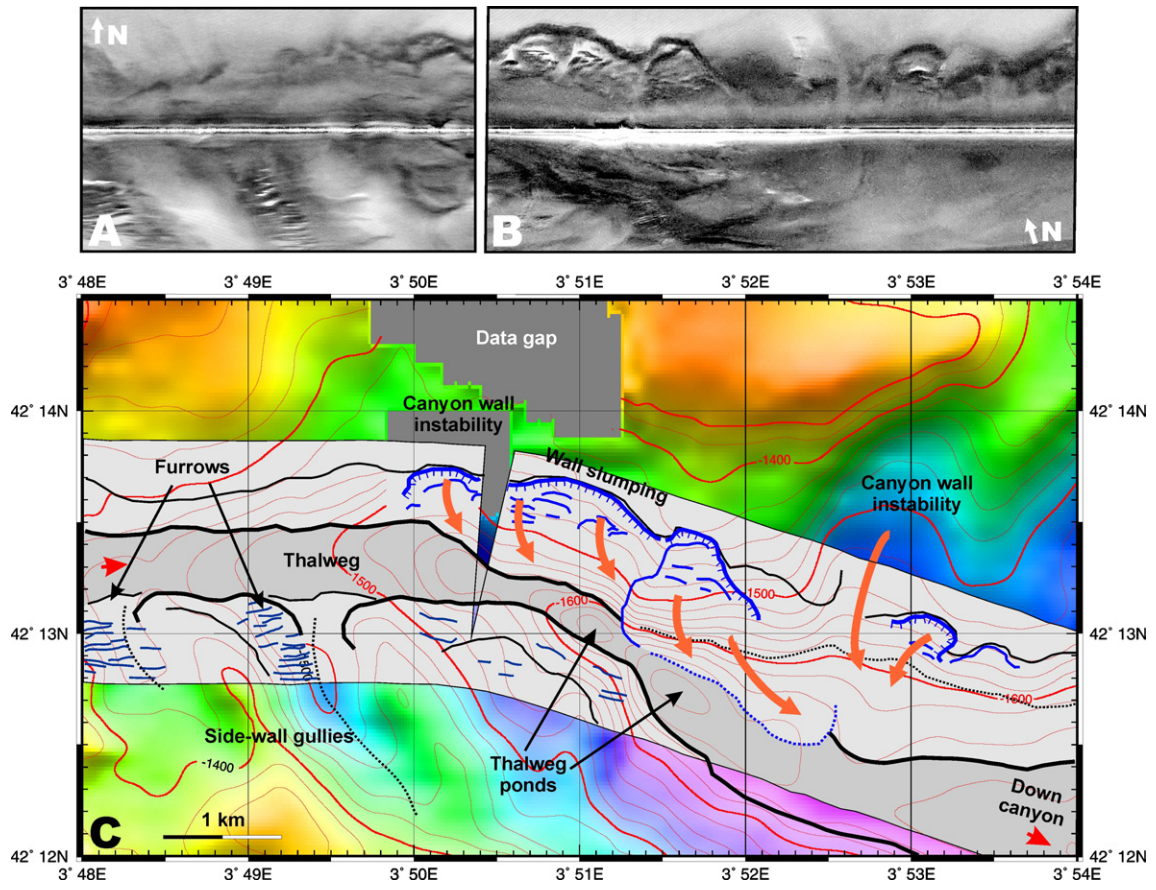 N
A
B
N
3° 48E 3° 49E 3° 50E 3° 51E 3° 52E 3° 53E 3° 54E
Data gap
42° 14N 42° 14N
Canyon wall
instability
-1400
Furrows
Wall slumping
Canyon wall
instability
Thalweg
-1500
-1600
-1500
42° 13N 42° 13N
-1500
-1600
Side-wall gullies
-1400
Thalweg
ponds
Down
canyon
C
1 km
42° 12N 42° 12N
3° 48E 3° 49E 3° 50E 3° 51E 3° 52E 3° 53E 3° 54E